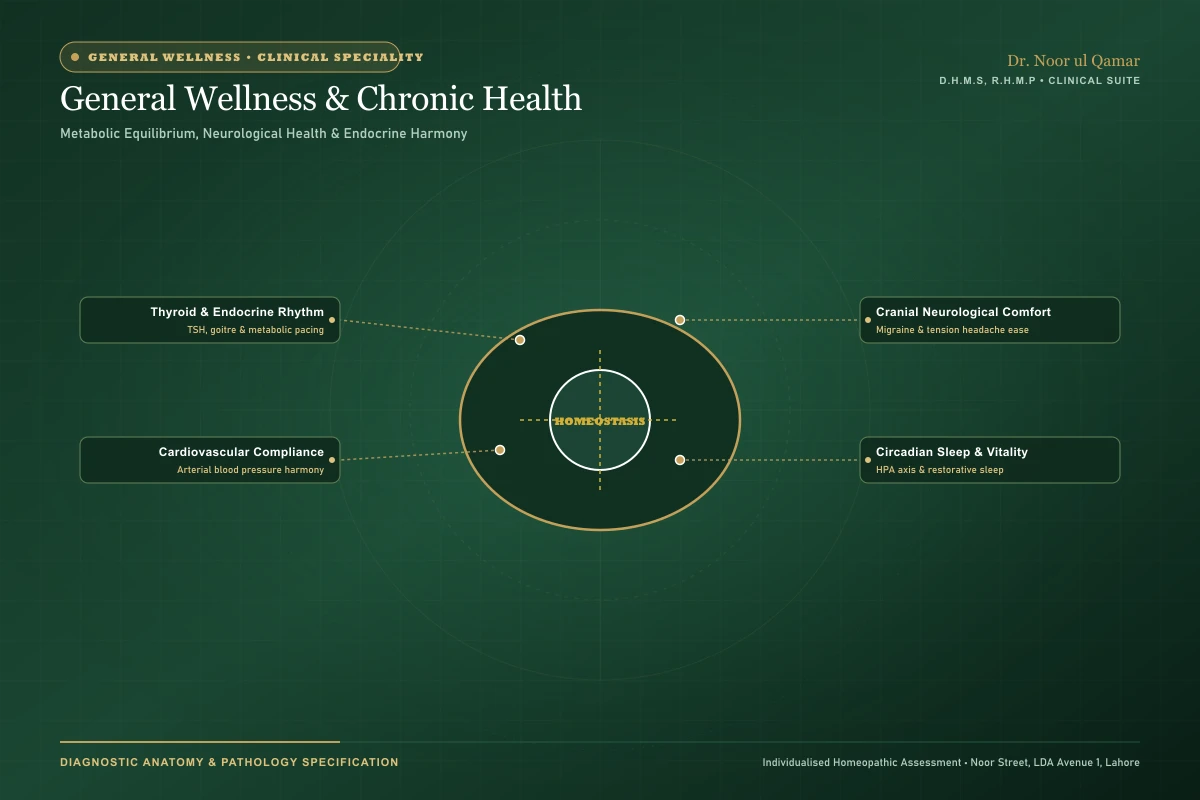 GENERAL WELLNESS • CLINICAL SPECIALITY
General Wellness & Chronic Health
Metabolic Equilibrium, Neurological Health & Endocrine Harmony
Dr. Noor ul Qamar
D.H.M.S, R.H.M.P • CLINICAL SUITE
Thyroid & Endocrine Rhythm
TSH, goitre & metabolic pacing
Cranial Neurological Comfort
Migraine & tension headache ease
HOMEOSTASIS
Cardiovascular Compliance
Arterial blood pressure harmony
Circadian Sleep & Vitality
HPA axis & restorative sleep
DIAGNOSTIC ANATOMY & PATHOLOGY SPECIFICATION
Individualised Homeopathic Assessment • Noor Street, LDA Avenue 1, Lahore